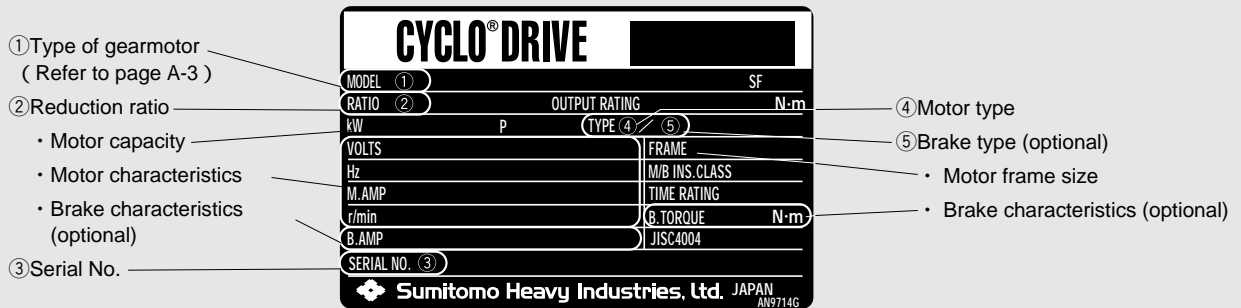 ①Type of gearmotor
( Refer to page A-3 )
②Reduction ratio
・Motor capacity
・Motor characteristics
・Brake characteristics
(optional)
③Serial No.
CYCLO® DRIVE
MODEL ① SF
RATIO ② OUTPUT RATING N·m
kW P TYPE ④/ ⑤
VOLTS FRAME
Hz M/B INS.CLASS
M.AMP TIME RATING
r/min B.TORQUE N·m
B.AMP JISC4004
SERIAL NO. ③
Sumitomo Heavy Industries, Ltd. JAPAN
AN9714G
④Motor type
⑤Brake type (optional)
・ Motor frame size
・ Brake characteristics (optional)